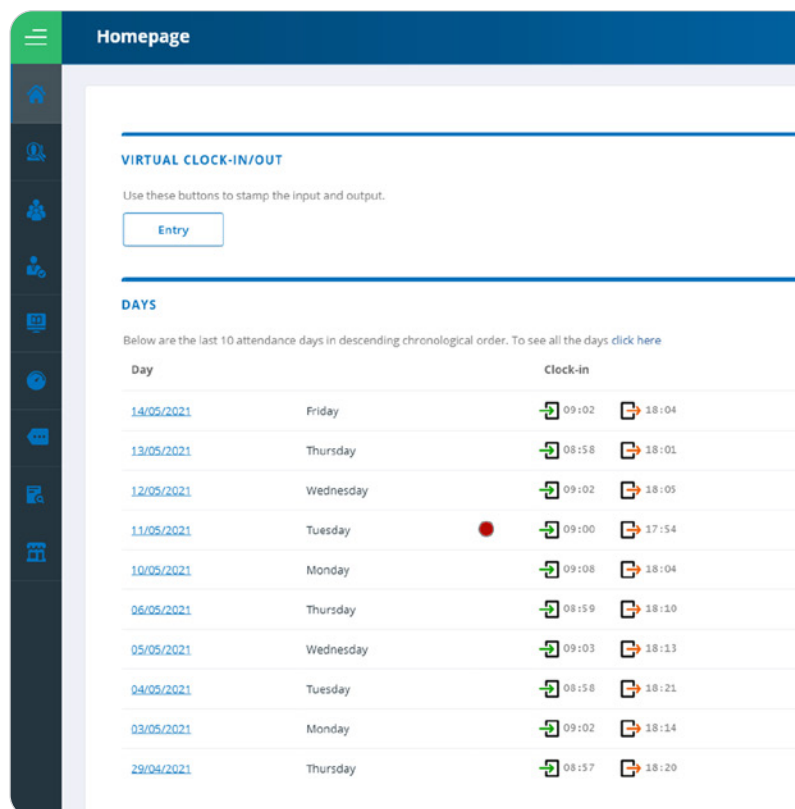 Homepage
VIRTUAL CLOCK-IN/OUT
Use these buttons to stamp the input and output.
Entry
DAYS
Below are the last 10 attendance days in descending chronological order. To see all the days click here
Day Clock-in
14/05/2021 Friday 09:02 18:04
13/05/2021 Thursday 08:58 18:01
12/05/2021 Wednesday 09:02 18:05
11/05/2021 Tuesday 09:00 17:54
10/05/2021 Monday 09:08 18:04
06/05/2021 Thursday 08:59 18:10
05/05/2021 Wednesday 09:03 18:13
04/05/2021 Tuesday 08:58 18:21
03/05/2021 Monday 09:02 18:14
29/04/2021 Thursday 08:57 18:20